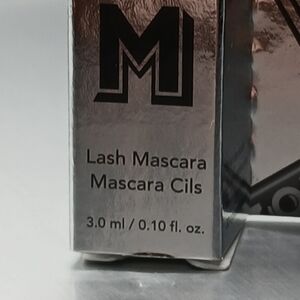 M
Lash Mascara
Mascara Cils
3.0 ml / 0.10 fl. oz.